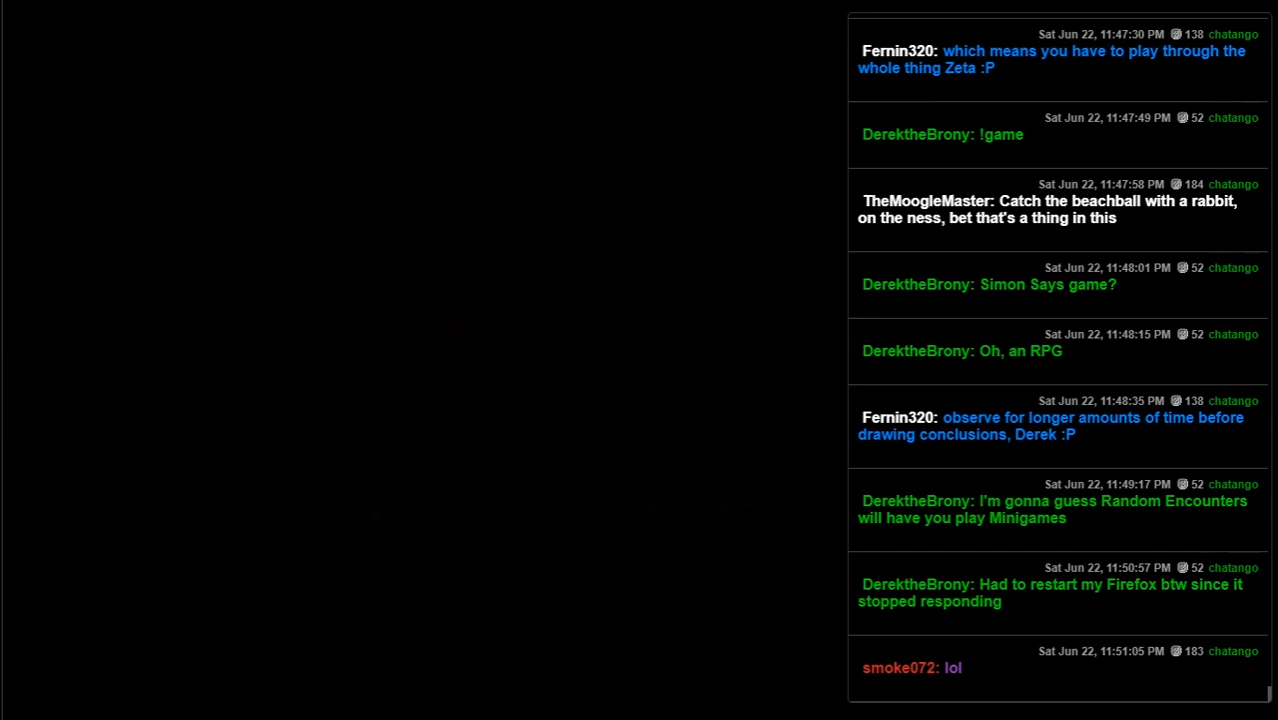 Sat Jun 22, 11:47:30 PM 138 chatango
Fernin320: which means you have to play through the
whole thing Zeta :P
Sat Jun 22, 11:47:49 PM 52 chatango
DerektheBrony: !game
Sat Jun 22, 11:47:58 PM 184 chatango
TheMoogleMaster: Catch the beachball with a rabbit,
on the ness, bet that's a thing in this
Sat Jun 22, 11:48:01 PM 52 chatango
DerektheBrony: Simon Says game?
Sat Jun 22, 11:48:15 PM 52 chatango
DerektheBrony: Oh, an RPG
Sat Jun 22, 11:48:35 PM 138 chatango
Fernin320: observe for longer amounts of time before
drawing conclusions, Derek :P
Sat Jun 22, 11:49:17 PM 52 chatango
DerektheBrony: I'm gonna guess Random Encounters
will have you play Minigames
Sat Jun 22, 11:50:57 PM 52 chatango
DerektheBrony: Had to restart my Firefox btw since it
stopped responding
Sat Jun 22, 11:51:05 PM 183 chatango
smoke072: lol